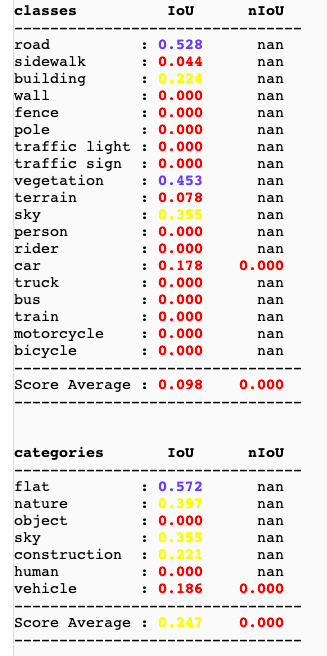 classes IoU nIoU
--------------------------------
road : 0.528 nan
sidewalk : 0.044 nan
building : 0.224 nan
wall : 0.000 nan
fence : 0.000 nan
pole : 0.000 nan
traffic light : 0.000 nan
traffic sign : 0.000 nan
vegetation : 0.453 nan
terrain : 0.078 nan
sky : 0.355 nan
person : 0.000 nan
rider : 0.000 nan
car : 0.178 0.000
truck : 0.000 nan
bus : 0.000 nan
train : 0.000 nan
motorcycle : 0.000 nan
bicycle : 0.000 nan
--------------------------------
Score Average : 0.098 0.000
--------------------------------
categories IoU nIoU
--------------------------------
flat : 0.572 nan
nature : 0.397 nan
object : 0.000 nan
sky : 0.355 nan
construction : 0.221 nan
human : 0.000 nan
vehicle : 0.186 0.000
--------------------------------
Score Average : 0.247 0.000
--------------------------------